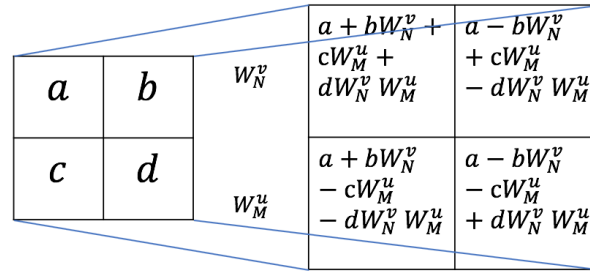 a b
c d
W_N^v
W_M^u
a + bW_N^v +
cW_M^u +
dW_N^v W_M^u
a − bW_N^v
+ cW_M^u
− dW_N^v W_M^u
a + bW_N^v
− cW_M^u
− dW_N^v W_M^u
a − bW_N^v
− cW_M^u
+ dW_N^v W_M^u